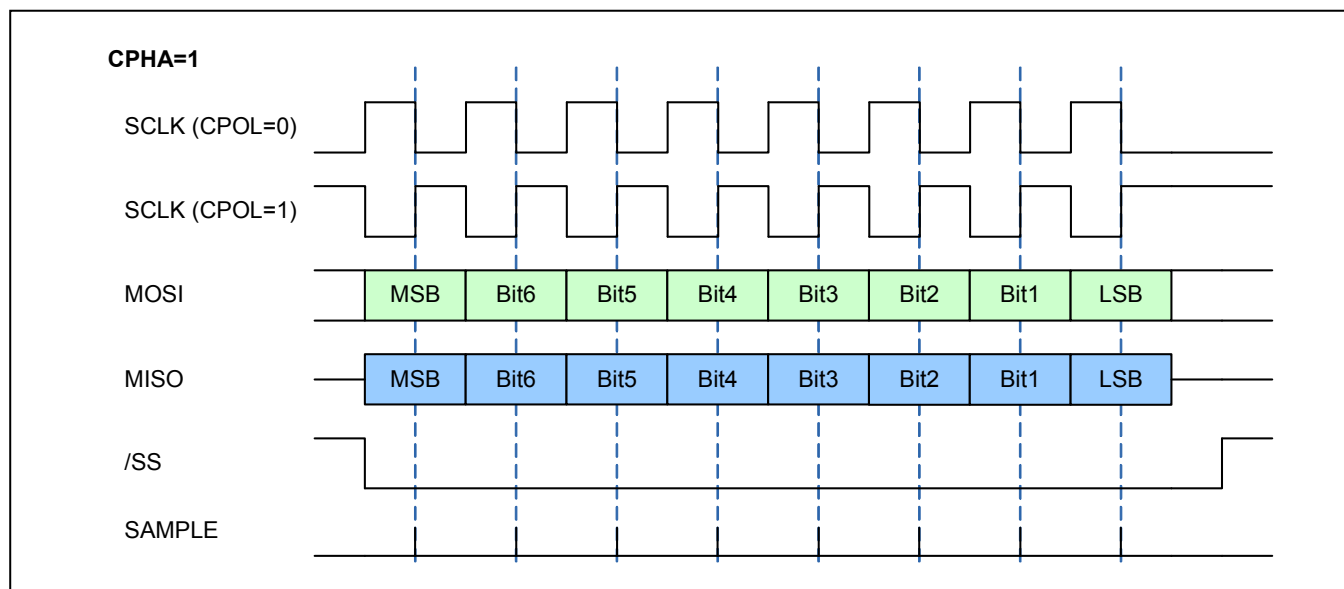 CPHA=1
SCLK (CPOL=0)
SCLK (CPOL=1)
MOSI MSB Bit6 Bit5 Bit4 Bit3 Bit2 Bit1 LSB
MISO MSB Bit6 Bit5 Bit4 Bit3 Bit2 Bit1 LSB
/SS
SAMPLE